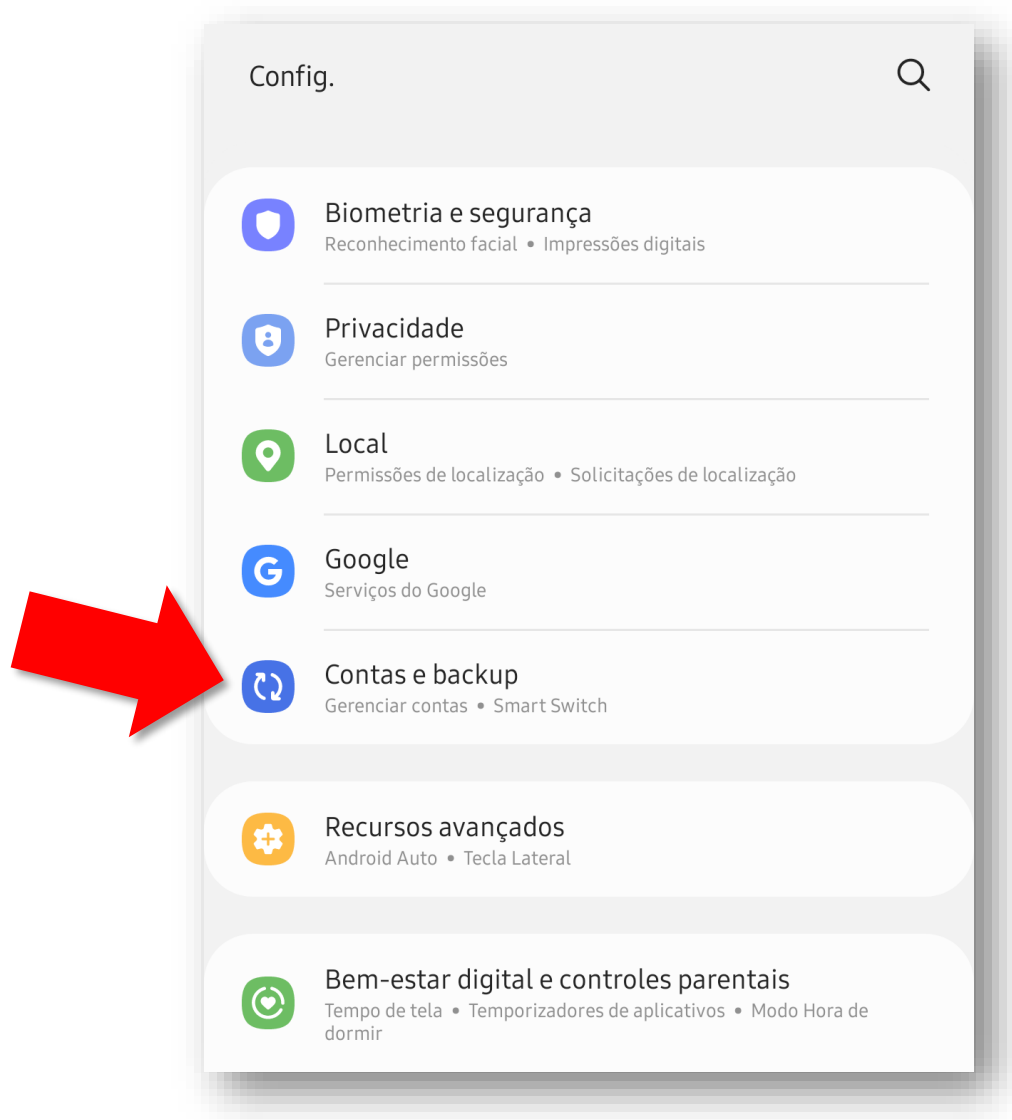 Config.
Biometria e segurança
Reconhecimento facial • Impressões digitais
Privacidade
Gerenciar permissões
Local
Permissões de localização • Solicitações de localização
Google
Serviços do Google
Contas e backup
Gerenciar contas • Smart Switch
Recursos avançados
Android Auto • Tecla Lateral
Bem-estar digital e controles parentais
Tempo de tela • Temporizadores de aplicativos • Modo Hora de
dormir